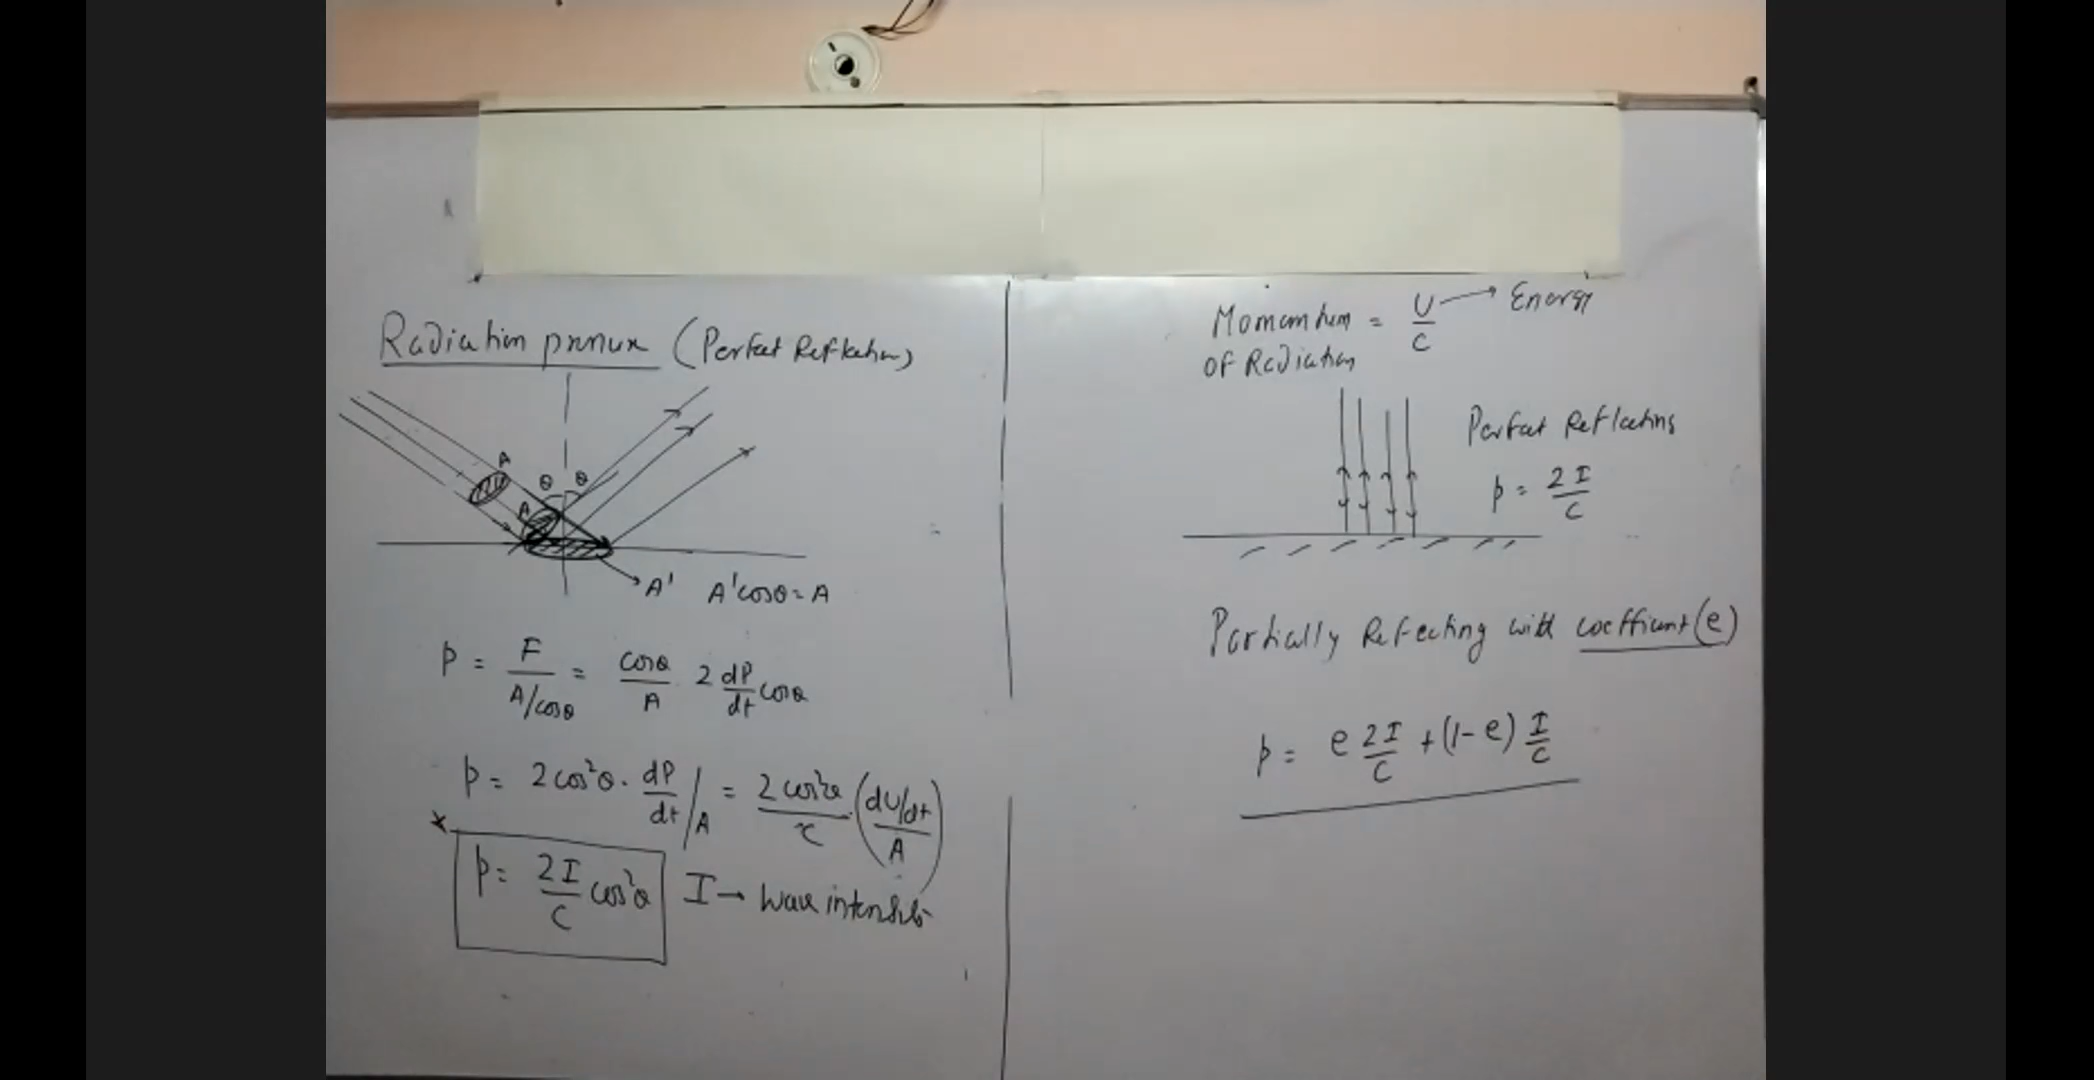 Radiation pressure (Perfect Reflection)
A
θ θ
A
A' A'cosθ = A
p = F / (A/cosθ) = cosθ/A 2 dP/dt cosθ
p = 2cos²θ · dP/dt / A = 2cos²θ/c · (dU/dt / A)
* p = 2I/C cos²θ I → Wave intensity
Momentum = U/C → Energy
of Radiation
Perfect Reflecting
p = 2I/C
Partially Reflecting with coefficient (e)
p = e 2I/C + (1-e) I/C